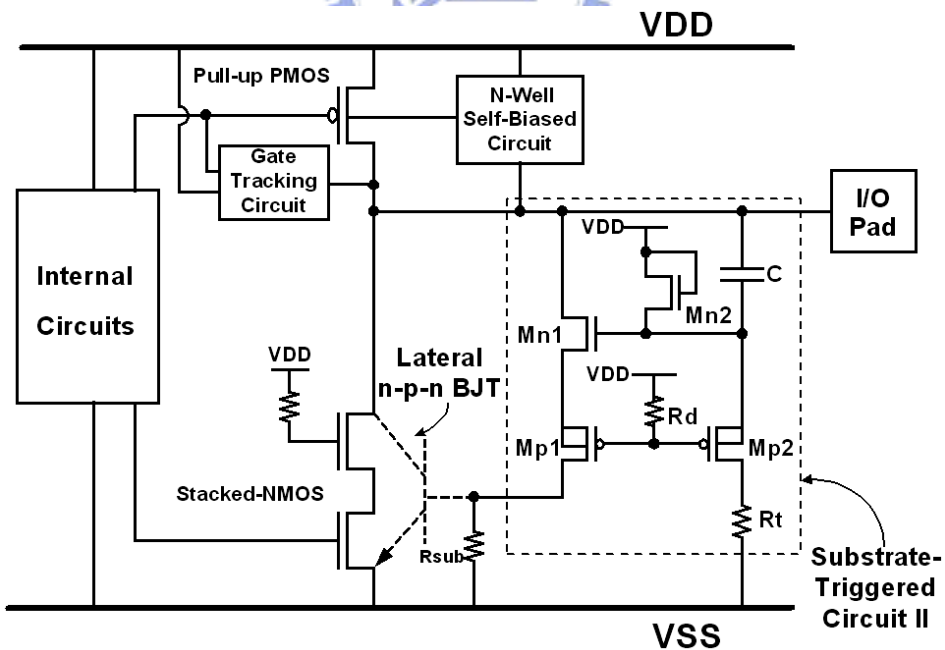 VDD
Pull-up PMOS
N-Well
Self-Biased
Circuit
Gate
Tracking
Circuit
I/O
Pad
VDD
C
Internal
Circuits
Mn2
Mn1
Lateral
n-p-n BJT
VDD
VDD
Rd
Mp1
Mp2
Stacked-NMOS
Rsub
Rt
Substrate-
Triggered
Circuit II
VSS